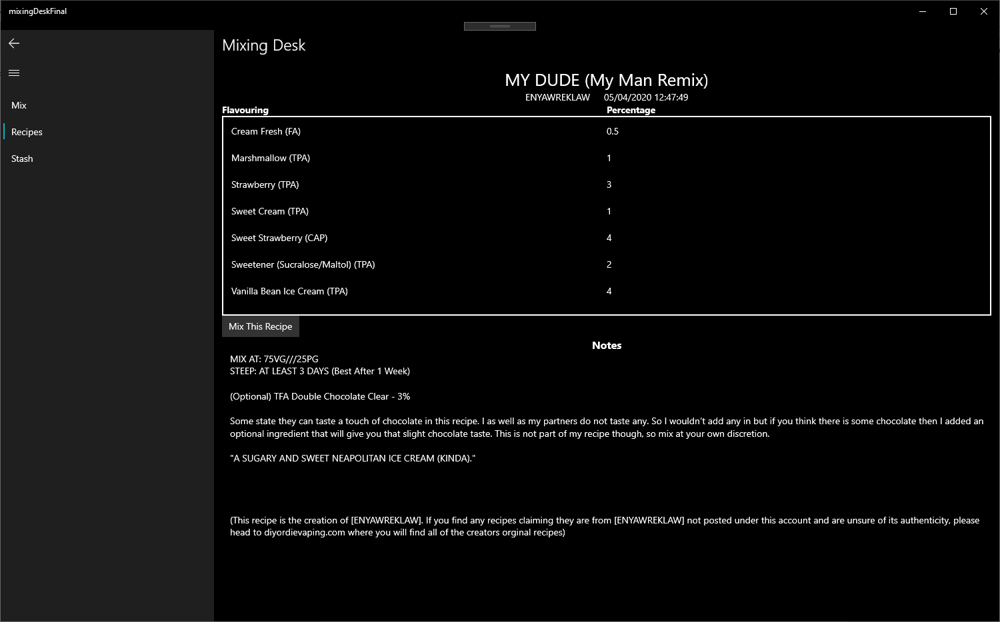 mixingDeskFinal
Mixing Desk
Mix
Recipes
Stash
MY DUDE (My Man Remix)
ENYAWREKLAW 05/04/2020 12:47:49
Flavouring Percentage
Cream Fresh (FA) 0.5
Marshmallow (TPA) 1
Strawberry (TPA) 3
Sweet Cream (TPA) 1
Sweet Strawberry (CAP) 4
Sweetener (Sucralose/Maltol) (TPA) 2
Vanilla Bean Ice Cream (TPA) 4
Mix This Recipe
Notes
MIX AT: 75VG///25PG
STEEP: AT LEAST 3 DAYS (Best After 1 Week)
(Optional) TFA Double Chocolate Clear - 3%
Some state they can taste a touch of chocolate in this recipe. I as well as my partners do not taste any. So I wouldn't add any in but if you think there is some chocolate then I added an
optional ingredient that will give you that slight chocolate taste. This is not part of my recipe though, so mix at your own discretion.
"A SUGARY AND SWEET NEAPOLITAN ICE CREAM (KINDA)."
(This recipe is the creation of [ENYAWREKLAW]. If you find any recipes claiming they are from [ENYAWREKLAW] not posted under this account and are unsure of its authenticity, please
head to diyordievaping.com where you will find all of the creators orginal recipes)